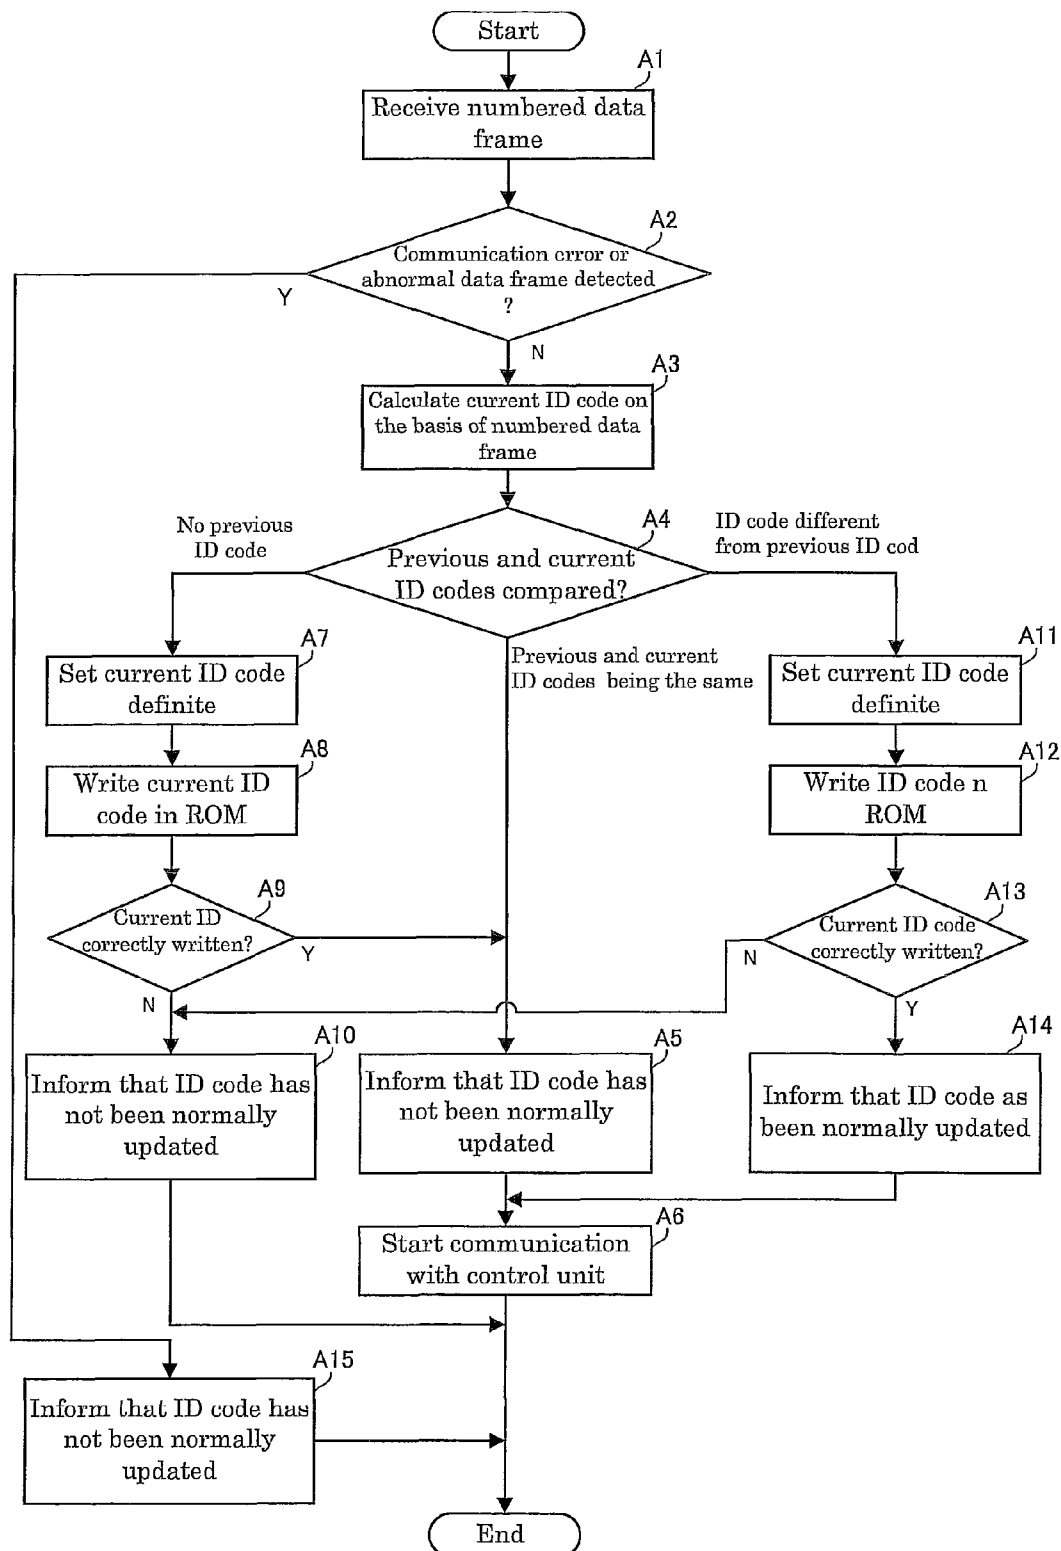 Start
A1
Receive numbered data
frame
A2
Communication error or
abnormal data frame detected
?
Y
N
A3
Calculate current ID code on
the basis of numbered data
frame
No previous
ID code
A4
ID code different
from previous ID cod
Previous and current
ID codes compared?
A7
Set current ID code
definite
Previous and current
ID codes being the same
A11
Set current ID code
definite
A8
Write current ID
code in ROM
A12
Write ID code n
ROM
A9
Current ID
correctly written?
Y
N
A13
Current ID code
correctly written?
N
Y
A10
Inform that ID code has
not been normally
updated
A5
Inform that ID code has
not been normally
updated
A14
Inform that ID code as
been normally updated
A6
Start communication
with control unit
A15
Inform that ID code has
not been normally
updated
End